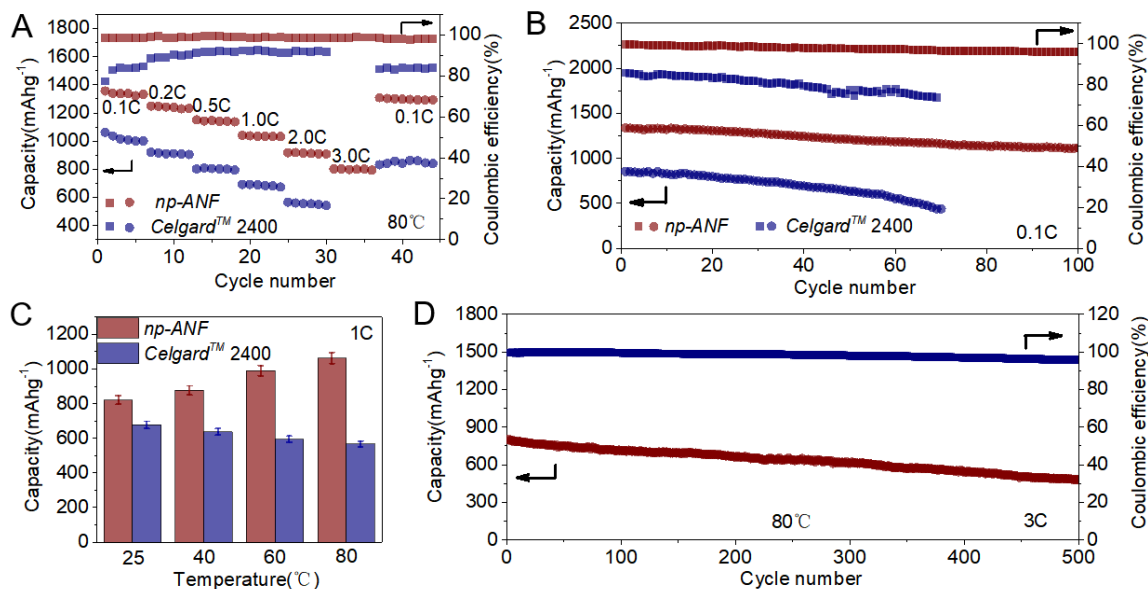 A
Capacity(mAhg-1)
1800
1600
1400
1200
1000
800
600
400
0.1C
0.2C
0.5C
1.0C
2.0C
3.0C
0.1C
np-ANF
CelgardTM 2400
80℃
0
10
20
30
40
Cycle number
100
80
60
40
20
0
Coulombic efficiency(%)
B
Capacity(mAhg-1)
2500
2250
2000
1750
1500
1250
1000
750
500
250
0
np-ANF
CelgardTM 2400
0.1C
0
20
40
60
80
100
Cycle number
100
80
60
40
20
0
Coulombic efficiency(%)
C
Capacity(mAhg-1)
1200
1000
800
600
400
200
0
np-ANF
CelgardTM 2400
1C
25
40
60
80
Temperature(℃)
D
Capacity(mAhg-1)
1800
1500
1200
900
600
300
0
80℃
3C
0
100
200
300
400
500
Cycle number
120
100
80
60
40
20
0
Coulombic efficiency(%)